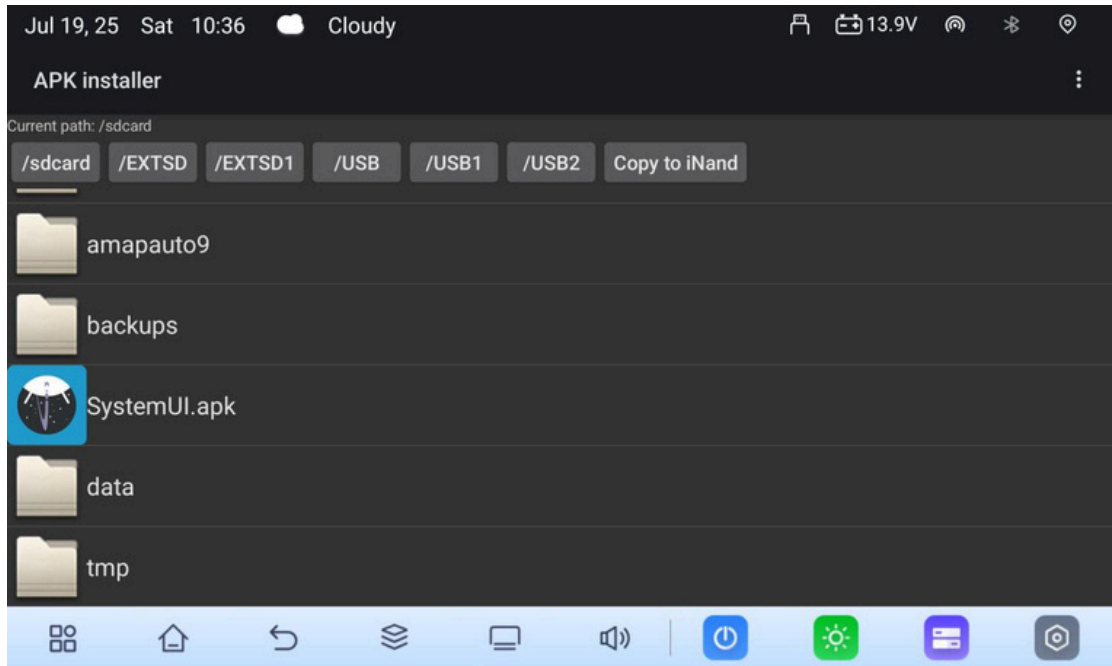 Jul 19, 25 Sat 10:36 Cloudy 13.9V
APK installer
Current path: /sdcard
/sdcard /EXTSD /EXTSD1 /USB /USB1 /USB2 Copy to iNand
amapauto9
backups
SystemUI.apk
data
tmp